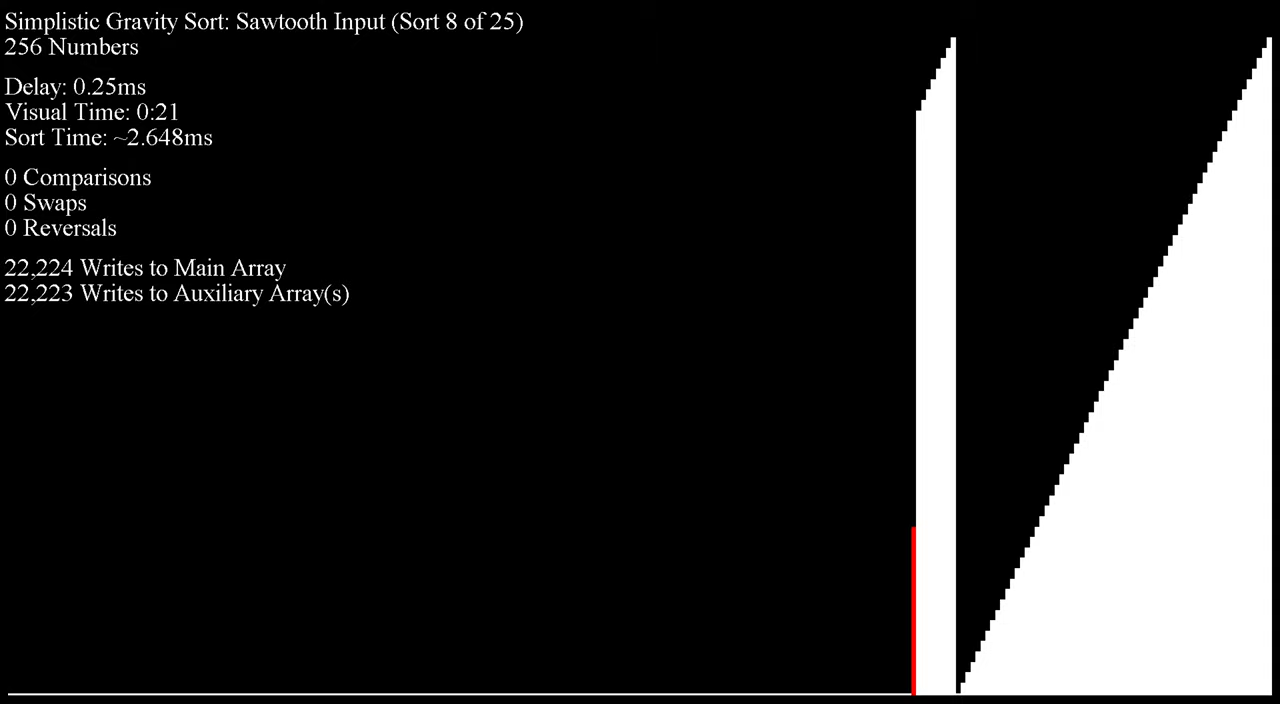 Simplistic Gravity Sort: Sawtooth Input (Sort 8 of 25)
256 Numbers
Delay: 0.25ms
Visual Time: 0:21
Sort Time: ~2.648ms
0 Comparisons
0 Swaps
0 Reversals
22,224 Writes to Main Array
22,223 Writes to Auxiliary Array(s)